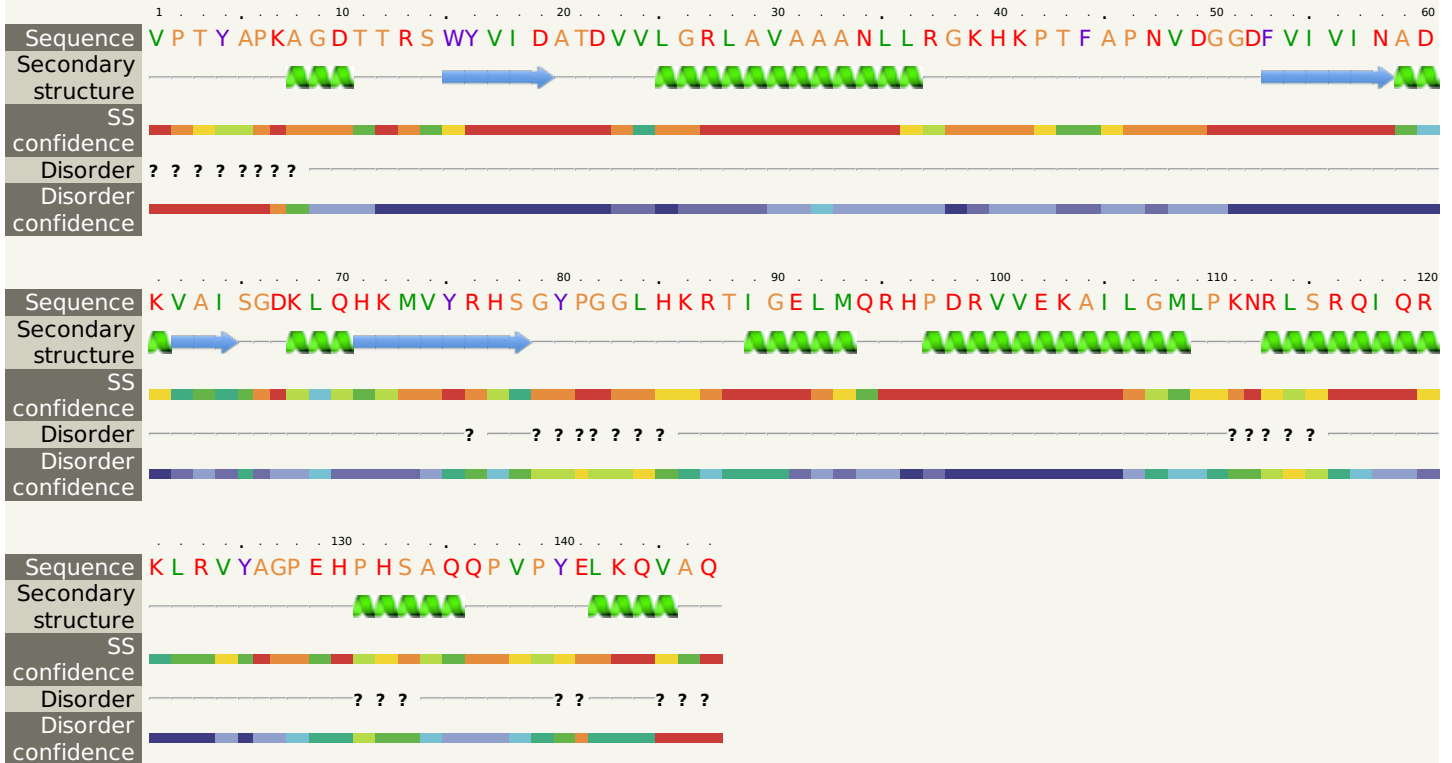 1 10 20 30 40 50 60
Sequence V P T Y A P K A G D T T R S W Y V I D A T D V V L G R L A V A A A N L L R G K H K P T F A P N V D G G D F V I V I N A D
Secondary
structure
SS
confidence
Disorder ? ? ? ? ? ? ? ?
Disorder
confidence
70 80 90 100 110 120
Sequence K V A I S G D K L Q H K M V Y R H S G Y P G G L H K R T I G E L M Q R H P D R V V E K A I L G M L P K N R L S R Q I Q R
Secondary
structure
SS
confidence
Disorder ? ? ? ? ? ? ? ? ? ? ? ? ?
Disorder
confidence
130 140
Sequence K L R V Y A G P E H P H S A Q Q P V P Y E L K Q V A Q
Secondary
structure
SS
confidence
Disorder ? ? ? ? ? ? ? ?
Disorder
confidence